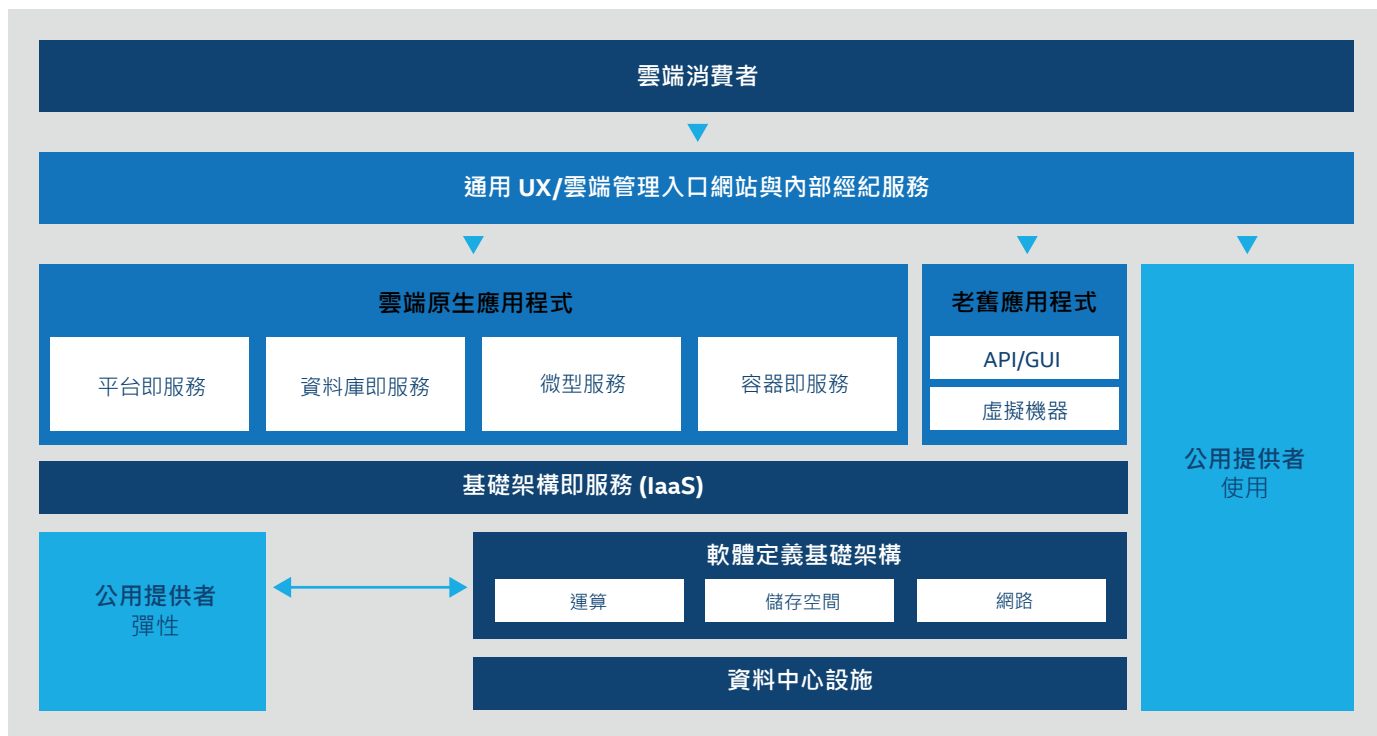 雲端消費者
通用 UX/雲端管理入口網站與內部經紀服務
雲端原生應用程式
平台即服務
資料庫即服務
微型服務
容器即服務
老舊應用程式
API/GUI
虛擬機器
公用提供者
使用
基礎架構即服務 (IaaS)
公用提供者
彈性
軟體定義基礎架構
運算
儲存空間
網路
資料中心設施